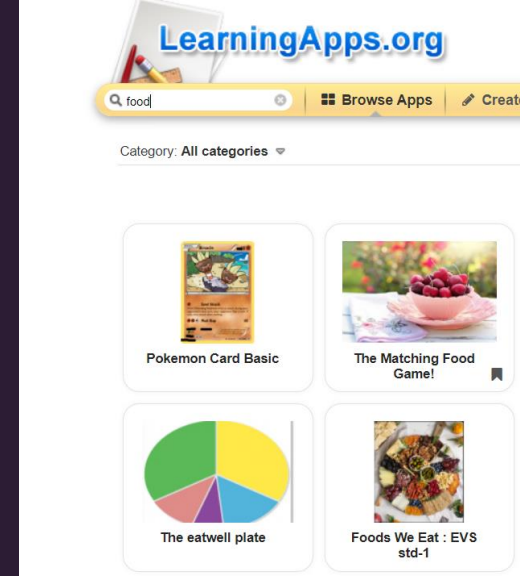 LearningApps.org
food
Browse Apps
Create
Category: All categories
Pokemon Card Basic
The Matching Food
Game!
The eatwell plate
Foods We Eat : EVS
std-1